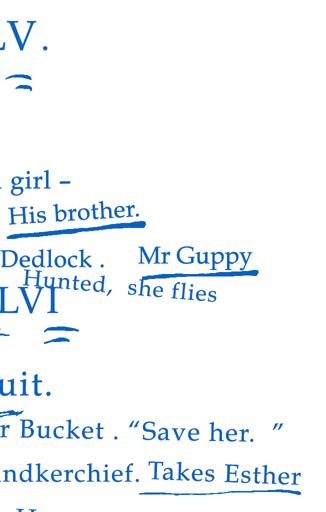 LV.
girl –
His brother.
Dedlock . Mr Guppy
Hunted, she flies
LVI
uit.
r Bucket . “Save her. ”
ndkerchief. Takes Esther